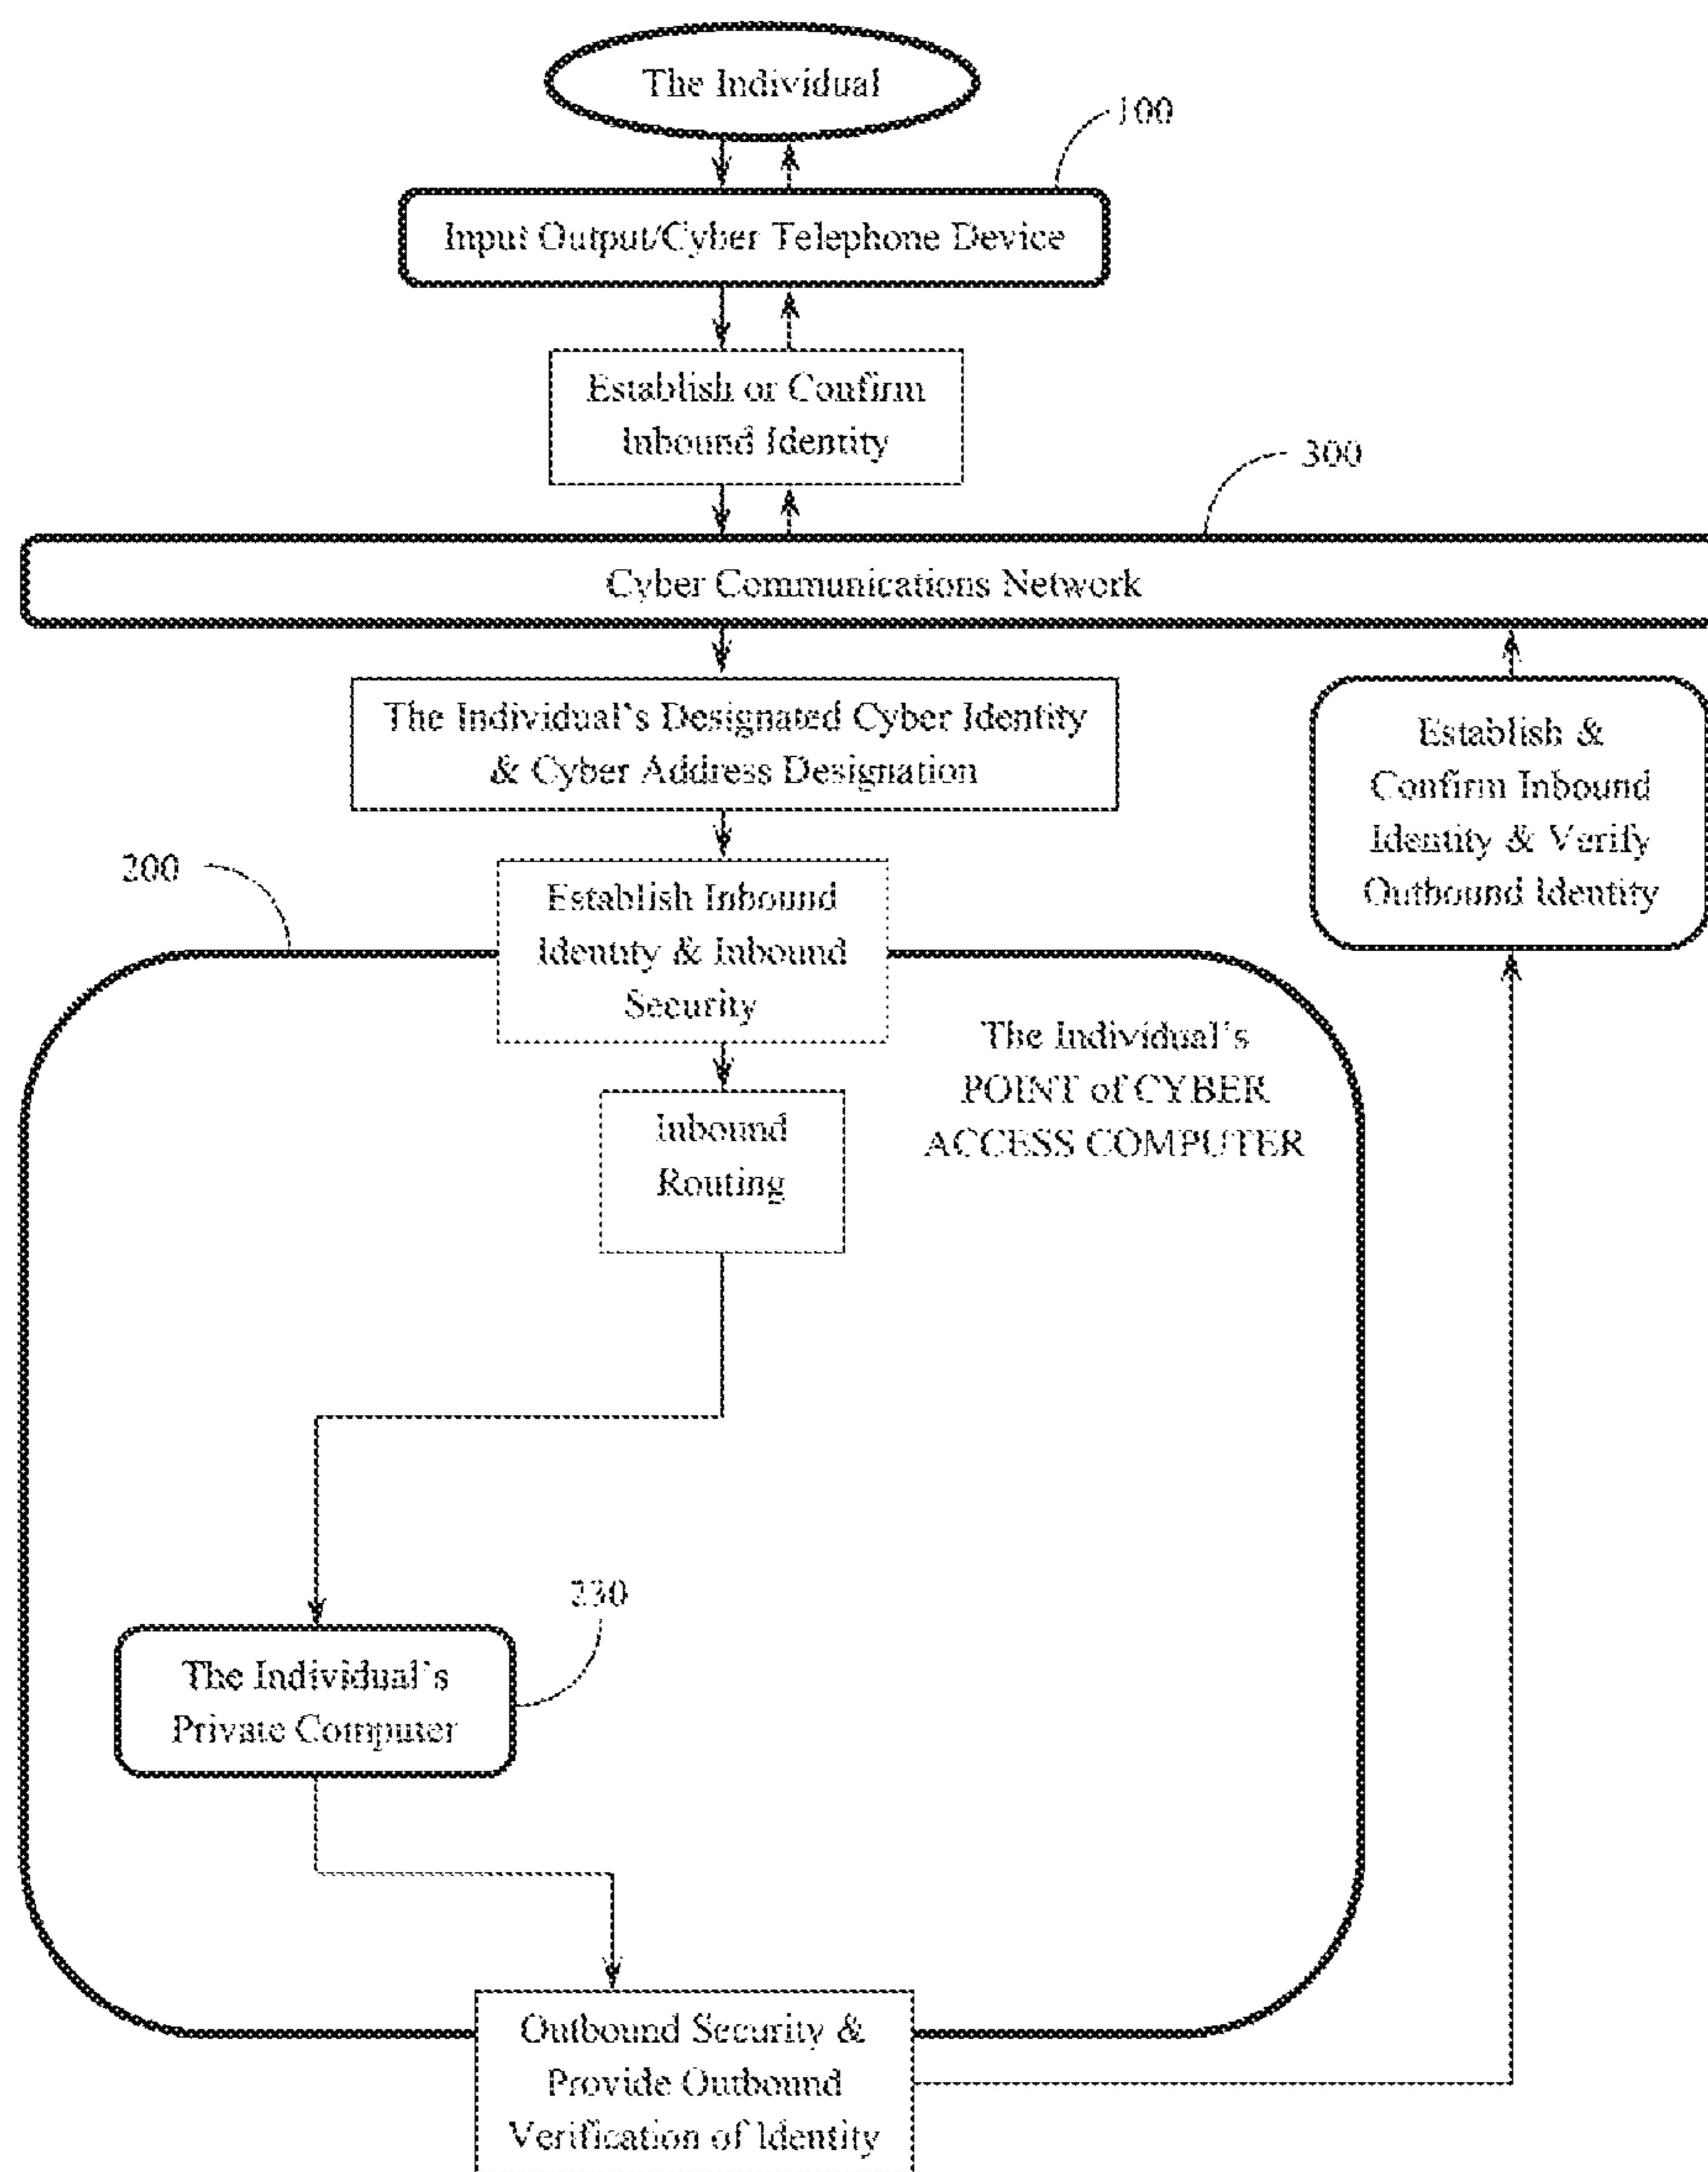 The Individual
100
Input Output/Cyber Telephone Device
Establish or Confirm
Inbound Identity
300
Cyber Communications Network
The Individual's Designated Cyber Identity
& Cyber Address Designation
Establish &
Confirm Inbound
Identity & Verify
Outbound Identity
200
Establish Inbound
Identity & Inbound
Security
The Individual's
POINT of CYBER
ACCESS COMPUTER
Inbound
Routing
230
The Individual's
Private Computer
Outbound Security &
Provide Outbound
Verification of Identity